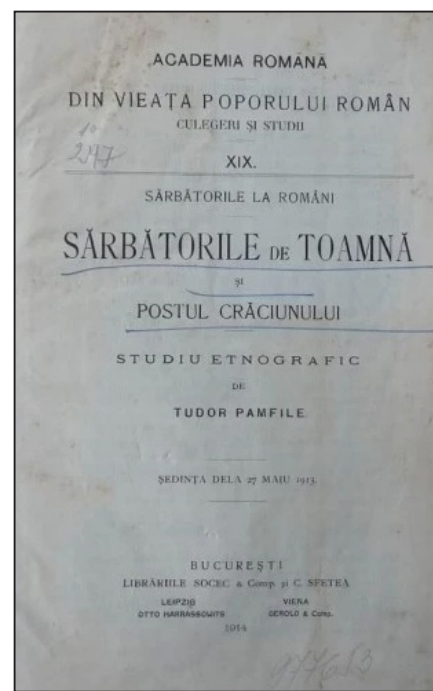 ACADEMIA ROMÂNĂ
DIN VIEAȚA POPORULUI ROMÂN
CULEGERI ȘI STUDII
10
247
XIX.
SĂRBĂTORILE LA ROMÂNI
SĂRBĂTORILE DE TOAMNĂ
ȘI
POSTUL CRĂCIUNULUI
STUDIU ETNOGRAFIC
DE
TUDOR PAMFILE
ȘEDINȚA DELA 27 MAIU 1913.
BUCUREȘTI
LIBRĂRIILE SOCEC & Comp. și C. SFETEA
LEIPZIG VIENA
OTTO HARRASSOWITZ GEROLD & Comp.
1914